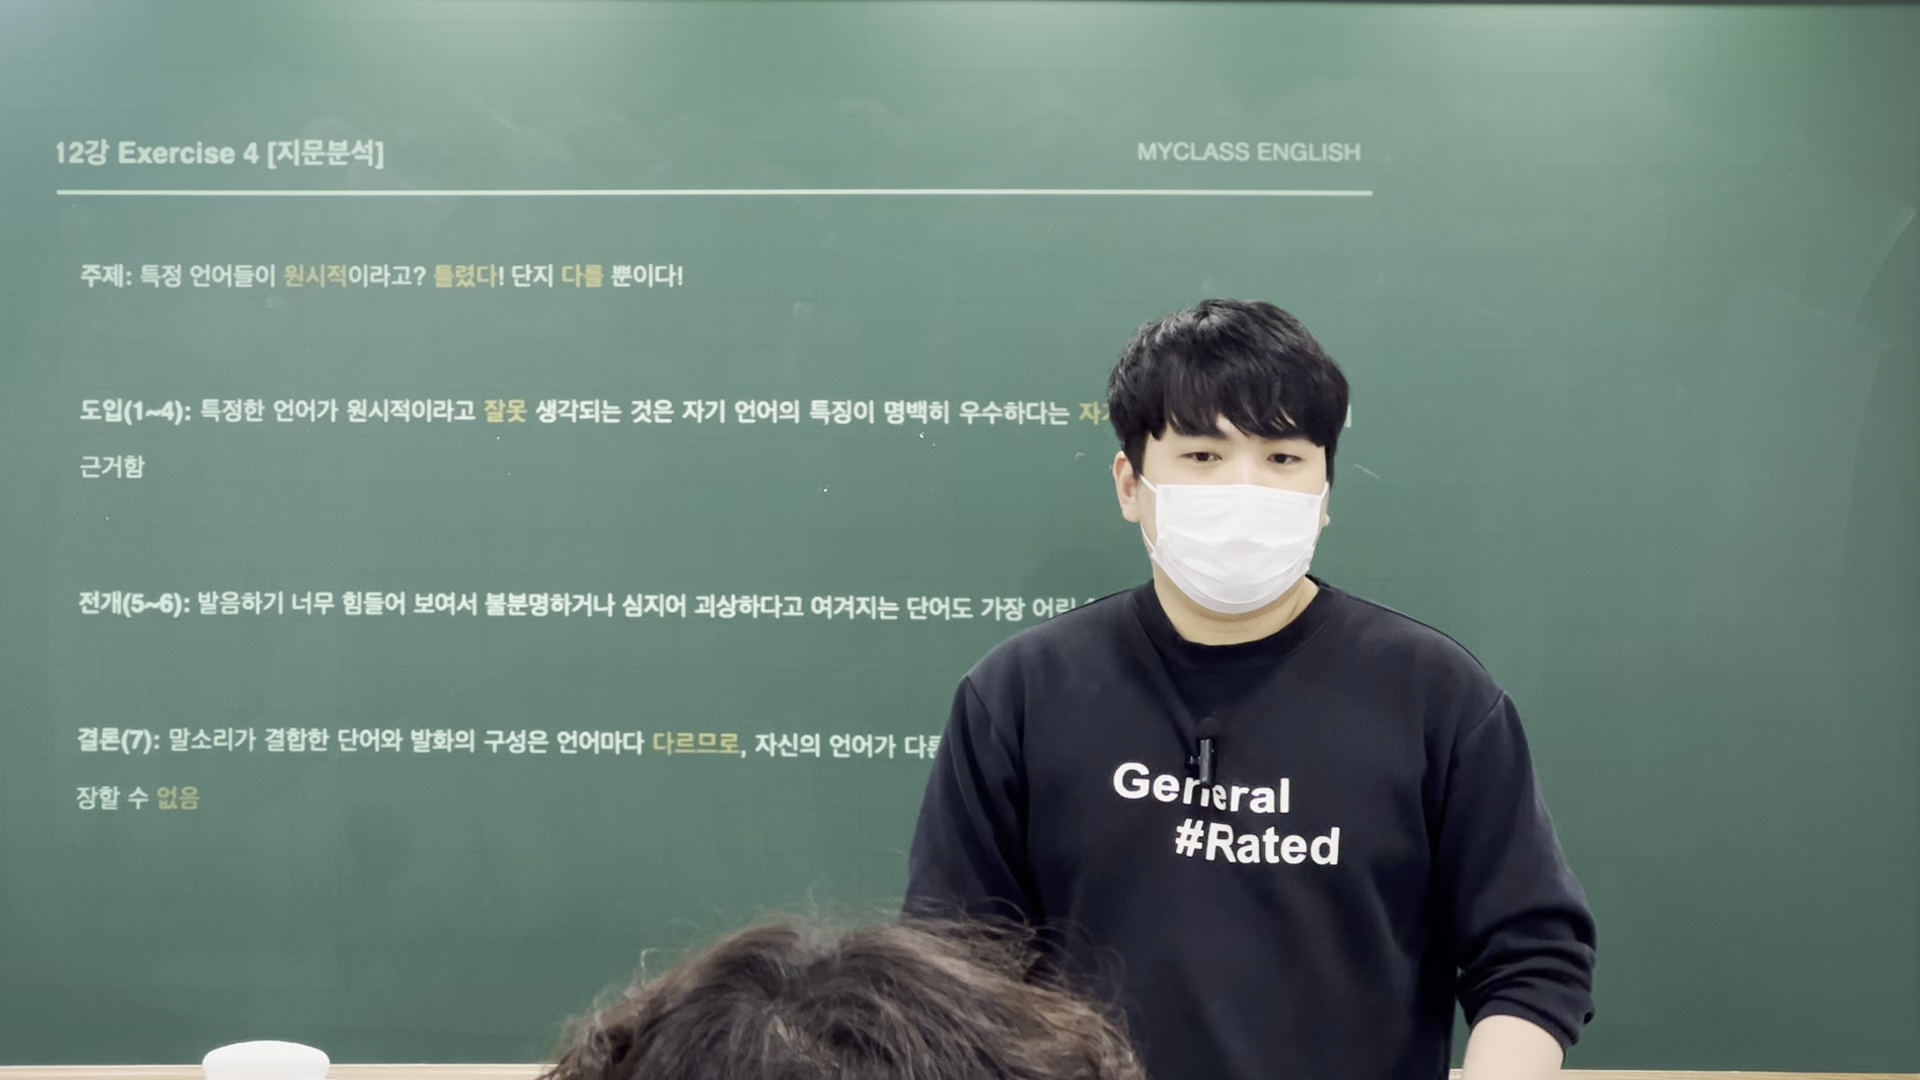 12강 Exercise 4 [지문분석]
MYCLASS ENGLISH
주제: 특정 언어들이 원시적이라고? 틀렸다! 단지 다를 뿐이다!
도입(1~4): 특정한 언어가 원시적이라고 잘못 생각되는 것은 자기 언어의 특징이 명백히 우수하다는
근거함
전개(5~6): 발음하기 너무 힘들어 보여서 불분명하거나 심지어 괴상하다고 여겨지는 단어도 가장 어린
결론(7): 말소리가 결합한 단어와 발화의 구성은 언어마다 다르므로, 자신의 언어가
장할 수 없음
General
#Rated